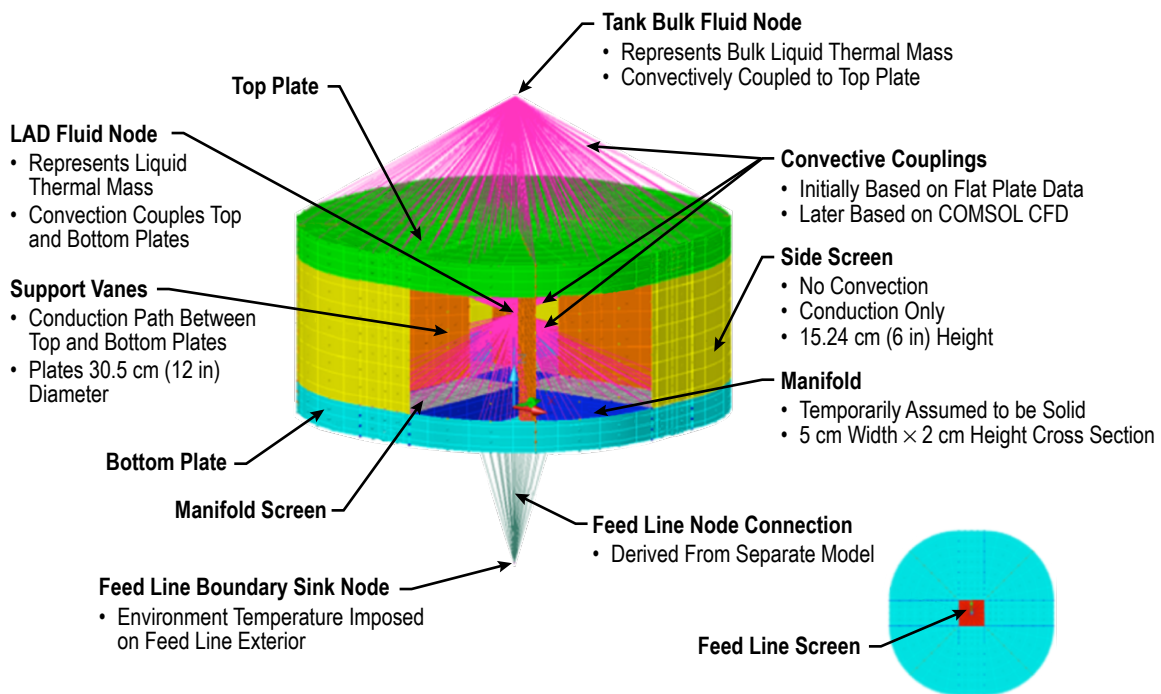 Tank Bulk Fluid Node
• Represents Bulk Liquid Thermal Mass
• Convectively Coupled to Top Plate
Top Plate
LAD Fluid Node
• Represents Liquid
Thermal Mass
• Convection Couples Top
and Bottom Plates
Convective Couplings
• Initially Based on Flat Plate Data
• Later Based on COMSOL CFD
Side Screen
• No Convection
• Conduction Only
• 15.24 cm (6 in) Height
Support Vanes
• Conduction Path Between
Top and Bottom Plates
• Plates 30.5 cm (12 in)
Diameter
Manifold
• Temporarily Assumed to be Solid
• 5 cm Width × 2 cm Height Cross Section
Bottom Plate
Manifold Screen
Feed Line Node Connection
• Derived From Separate Model
Feed Line Boundary Sink Node
• Environment Temperature Imposed
on Feed Line Exterior
Feed Line Screen